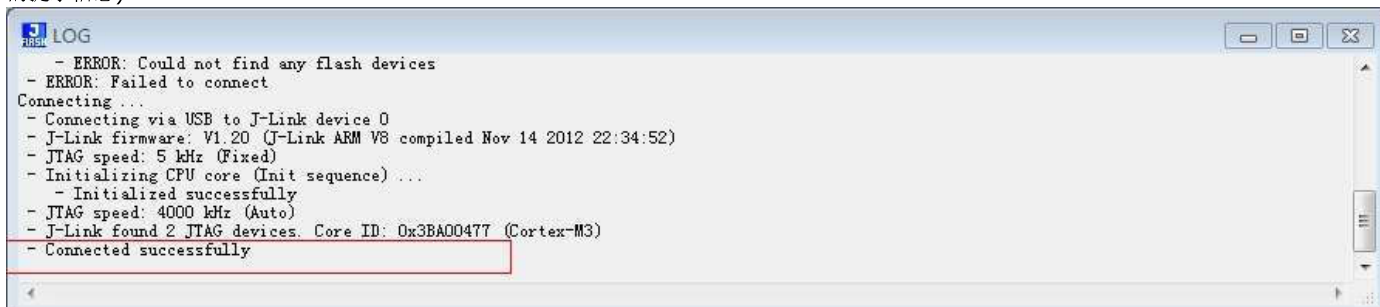 LOG
- ERROR: Could not find any flash devices
- ERROR: Failed to connect
Connecting ...
- Connecting via USB to J-Link device 0
- J-Link firmware: V1.20 (J-Link ARM V8 compiled Nov 14 2012 22:34:52)
- JTAG speed: 5 kHz (Fixed)
- Initializing CPU core (Init sequence) ...
- Initialized successfully
- JTAG speed: 4000 kHz (Auto)
- J-Link found 2 JTAG devices. Core ID: 0x3BA00477 (Cortex-M3)
- Connected successfully